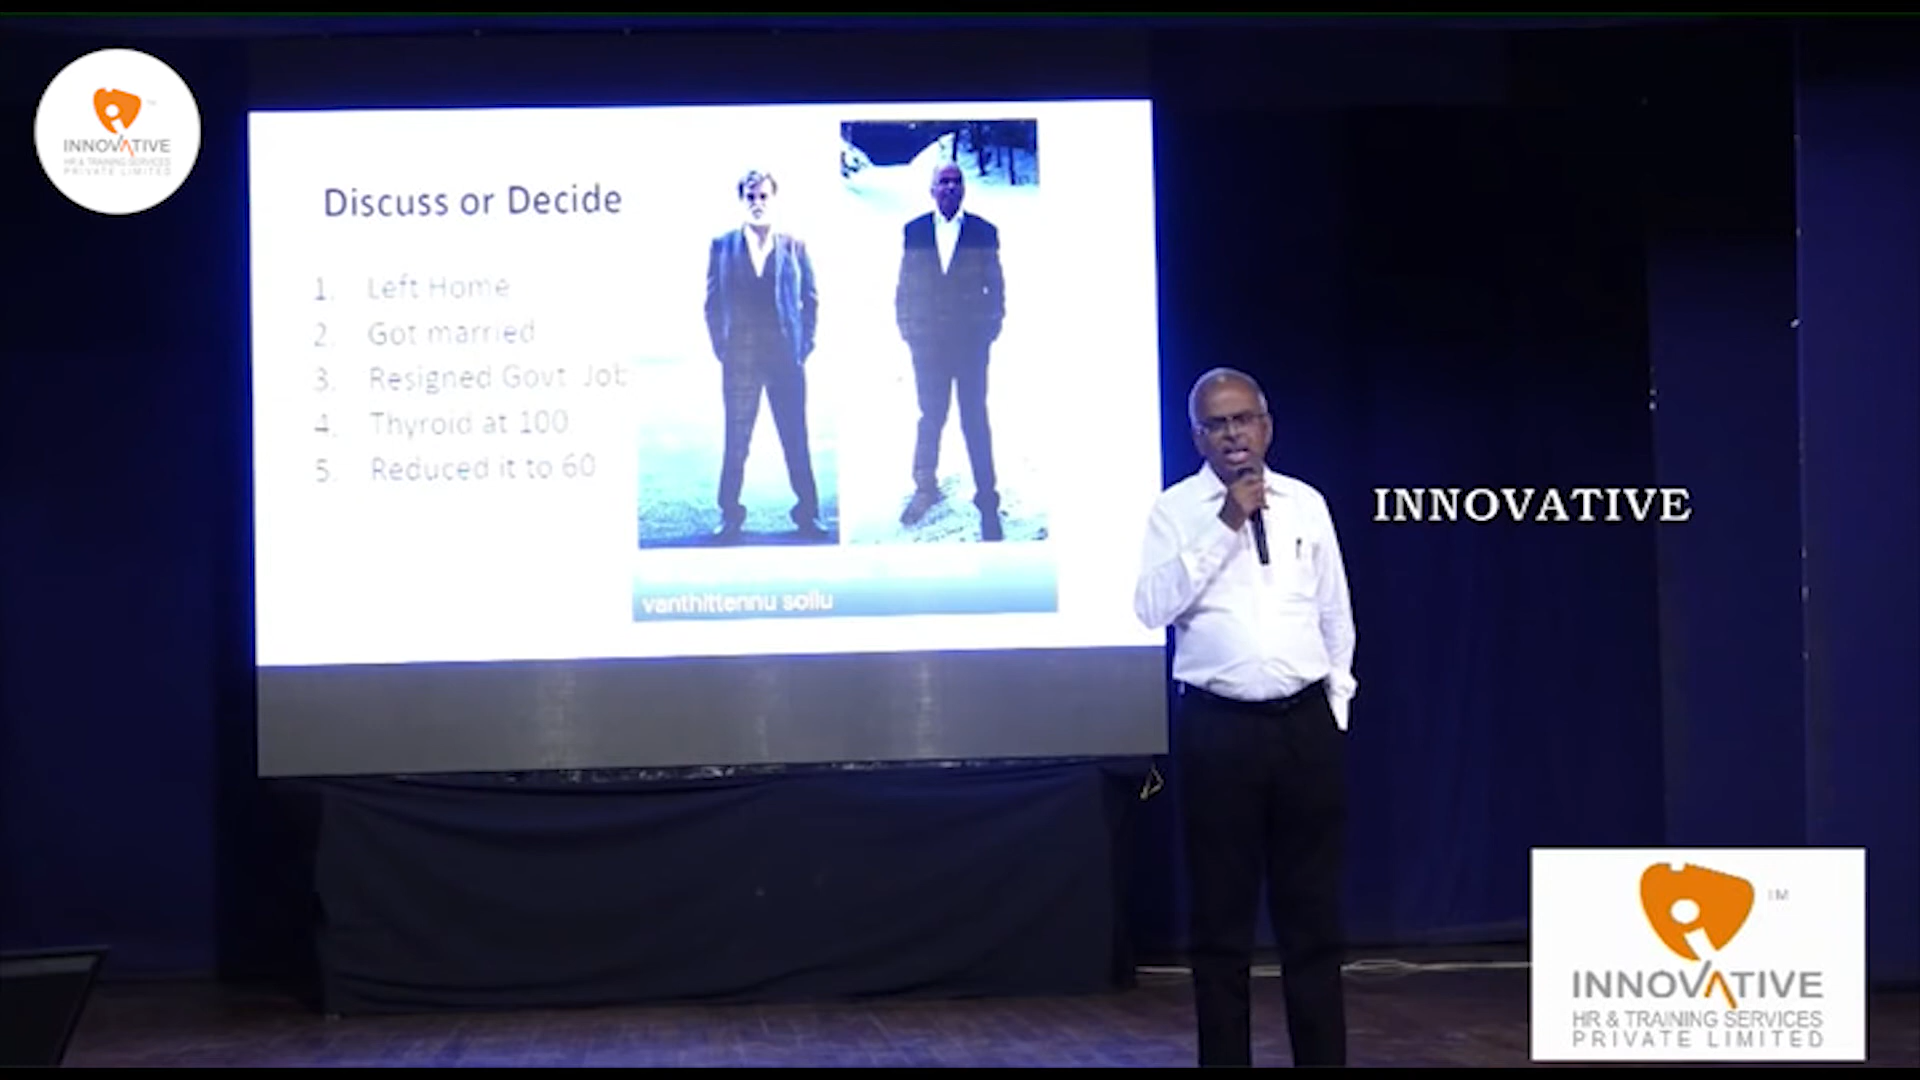 INNOVATIVE
HR & TRAINING SERVICES
PRIVATE LIMITED
Discuss or Decide
1. Left Home
2. Got married
3. Resigned Govt Job
4. Thyroid at 100
5. Reduced it to 60
vanthittennu sollu
INNOVATIVE
TM
INNOVATIVE
HR & TRAINING SERVICES
PRIVATE LIMITED